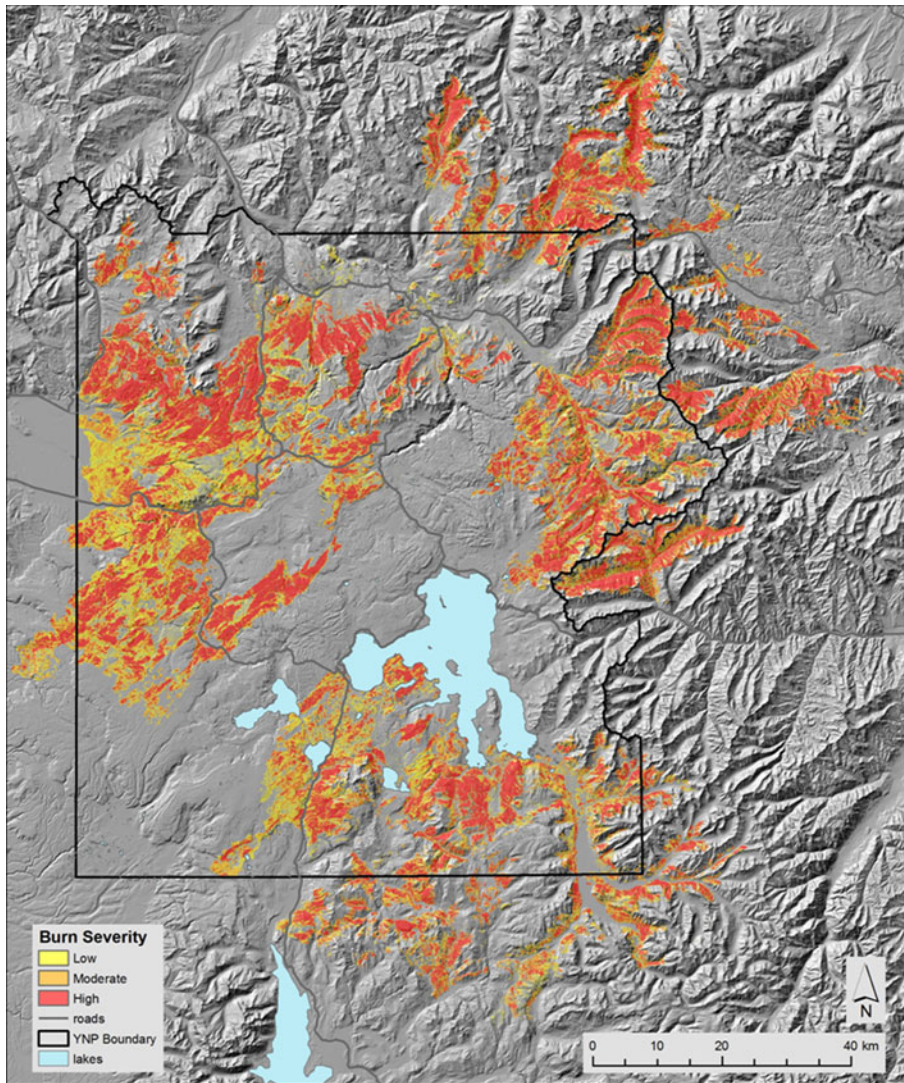 Burn Severity
Low
Moderate
High
roads
YNP Boundary
lakes
N
0 10 20 40 km